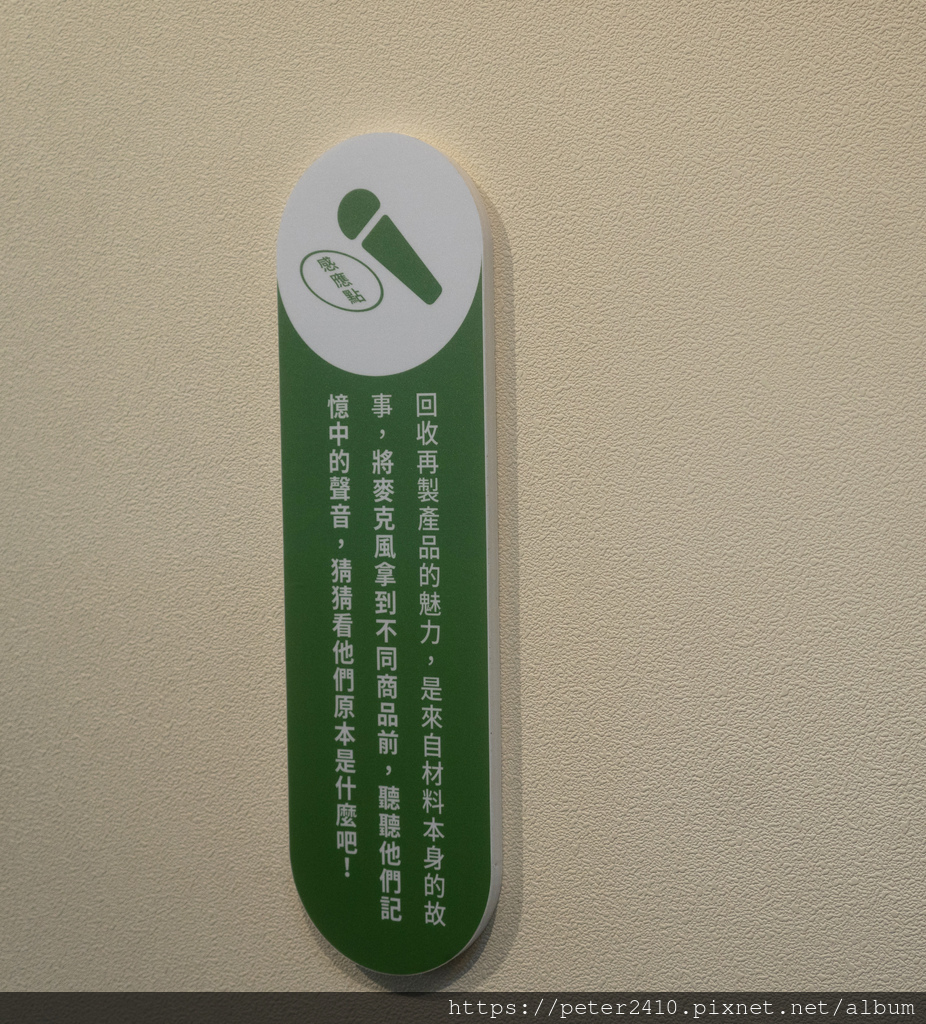 感應點
回收再製產品的魅力，是來自材料本身的故
事，將麥克風拿到不同商品前，聽聽他們記
憶中的聲音，猜猜看他們原本是什麼吧！
https://peter2410.pixnet.net/album